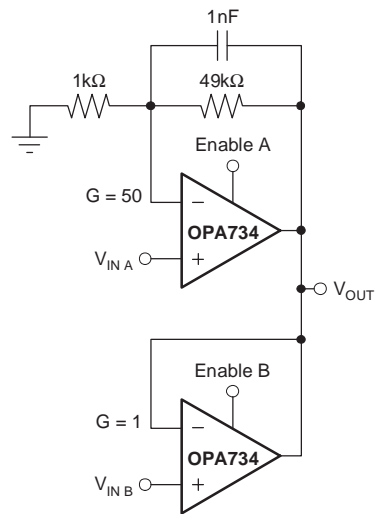 1nF
1kΩ
49kΩ
Enable A
G = 50
−
OPA734
V_IN A
+
V_OUT
Enable B
G = 1
−
OPA734
V_IN B
+